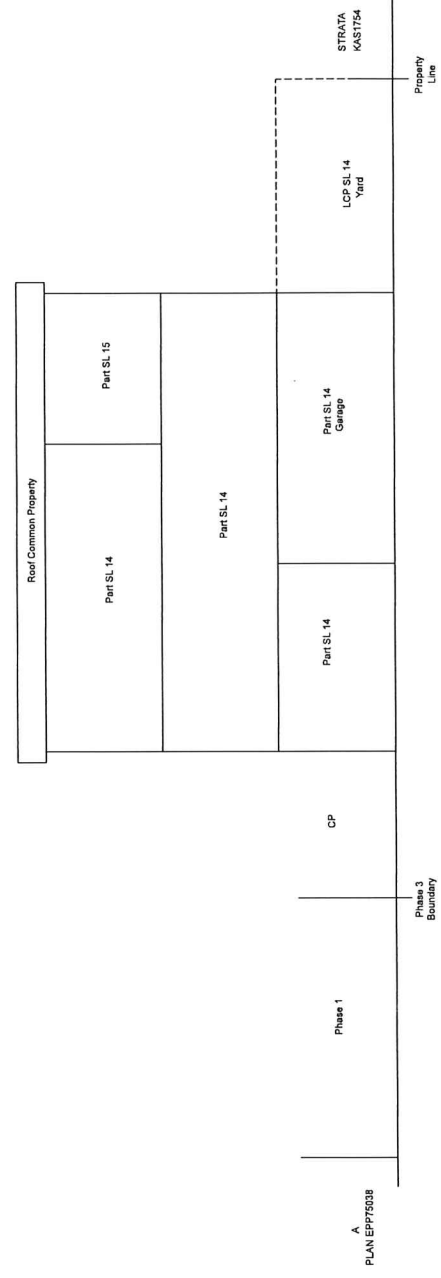 Roof Common Property
Part SL 14
Part SL 15
Part SL 14
Part SL 14
Part SL 14
Garage
LCP SL 14
Yard
STRATA
KAS1754
CP
Phase 1
A
PLAN EPP75038
Phase 3
Boundary
Property
Line